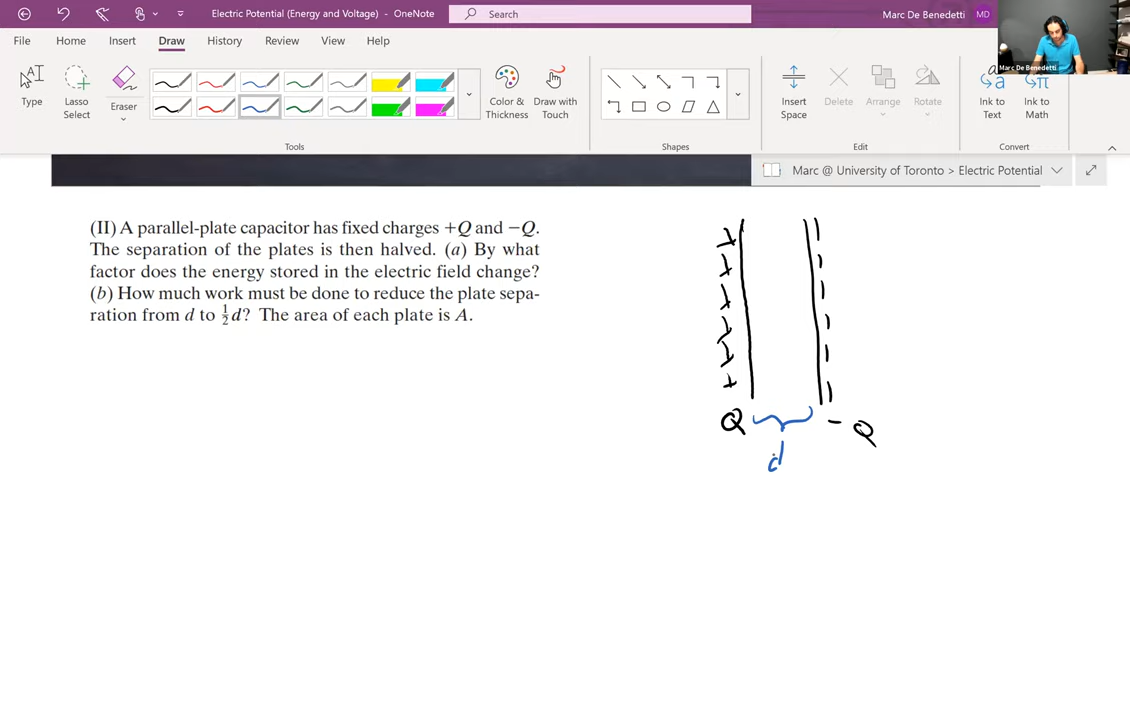 Electric Potential (Energy and Voltage) - OneNote
Search
Marc De Benedetti
MD
File
Home
Insert
Draw
History
Review
View
Help
Marc De Benedetti
Type
Lasso
Select
Eraser
Color &
Thickness
Draw with
Touch
Insert
Space
Delete
Arrange
Rotate
Ink to
Text
Ink to
Math
Tools
Shapes
Edit
Convert
Marc @ University of Toronto > Electric Potential
(II) A parallel-plate capacitor has fixed charges +Q and −Q.
The separation of the plates is then halved. (a) By what
factor does the energy stored in the electric field change?
(b) How much work must be done to reduce the plate sepa-
ration from d to ½d? The area of each plate is A.
+
+
+
+
+
+
Q
- Q
d